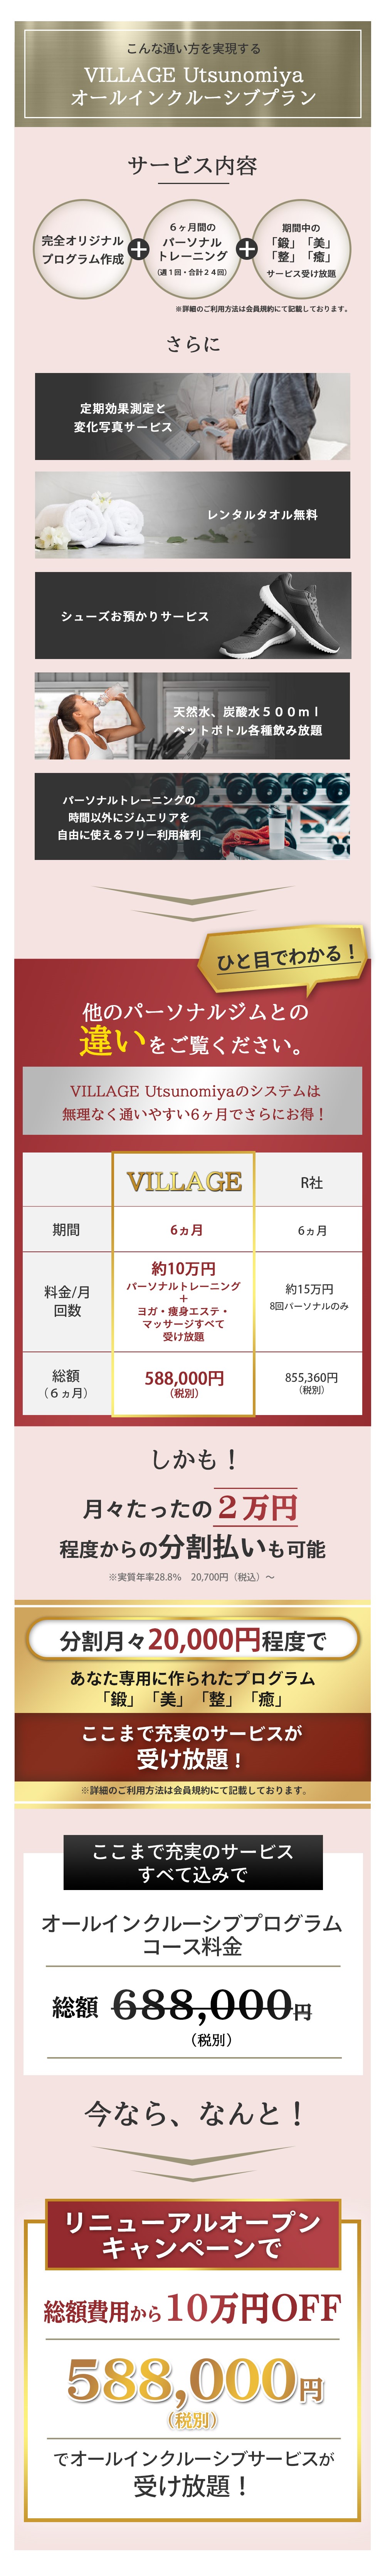 こんな通い方を実現する
VILLAGE Utsunomiya
オールインクルーシブプラン
サービス内容
完全オリジナル
プログラム作成
+
６ヶ月間の
パーソナル
トレーニング
（週１回・合計２４回）
+
期間中の
「鍛」「美」
「整」「癒」
サービス受け放題
※詳細のご利用方法は会員規約にて記載しております。
さらに
定期効果測定と
変化写真サービス
レンタルタオル無料
シューズお預かりサービス
天然水、炭酸水５００ｍｌ
ペットボトル各種飲み放題
パーソナルトレーニングの
時間以外にジムエリアを
自由に使えるフリー利用権利
ひと目でわかる！
他のパーソナルジムとの
違いをご覧ください。
VILLAGE Utsunomiyaのシステムは
無理なく通いやすい6ヶ月でさらにお得！
VILLAGE
R社
期間
6ヵ月
6ヵ月
料金/月
回数
約10万円
パーソナルトレーニング
＋
ヨガ・痩身エステ・
マッサージすべて
受け放題
約15万円
8回パーソナルのみ
総額
（６ヵ月）
588,000円
（税別）
855,360円
（税別）
しかも！
月々たったの２万円
程度からの分割払いも可能
※実質年率28.8%　20,700円（税込）〜
分割月々20,000円程度で
あなた専用に作られたプログラム
「鍛」「美」「整」「癒」
ここまで充実のサービスが
受け放題！
※詳細のご利用方法は会員規約にて記載しております。
ここまで充実のサービス
すべて込みで
オールインクルーシブプログラム
コース料金
総額 688,000円
（税別）
今なら、なんと！
リニューアルオープン
キャンペーンで
総額費用から10万円OFF
588,000円
（税別）
でオールインクルーシブサービスが
受け放題！